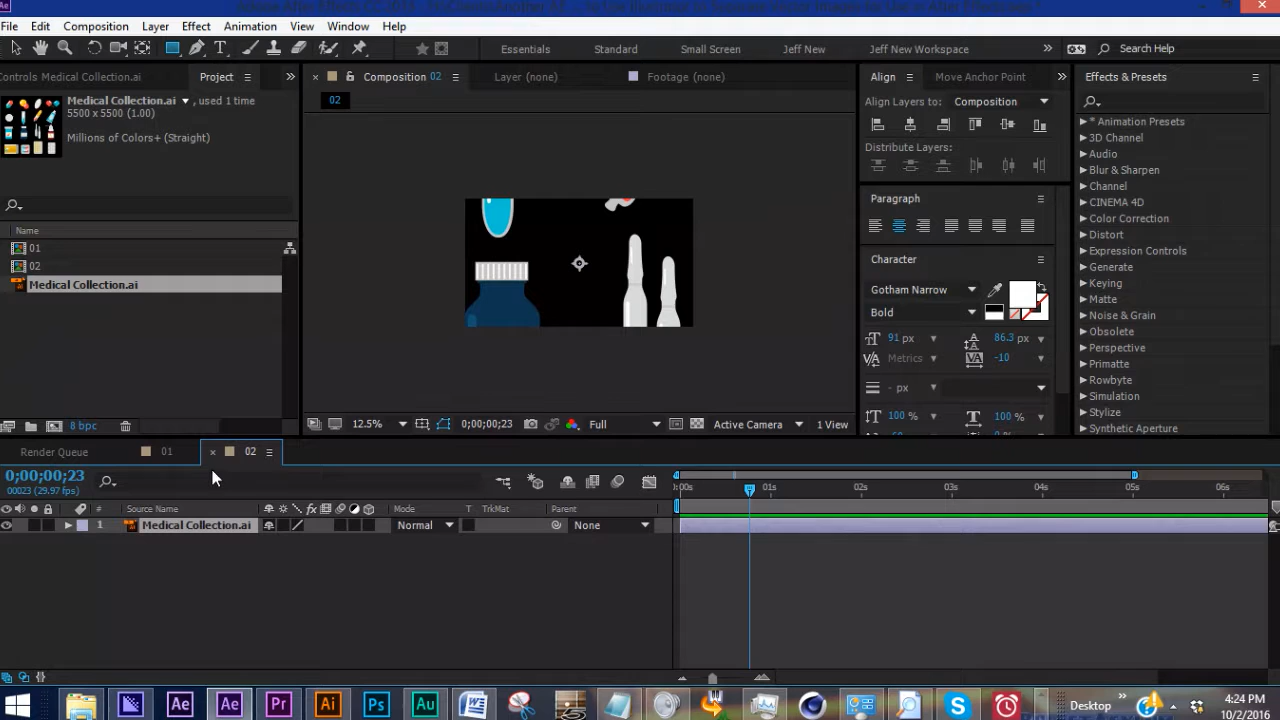 File Edit Composition Layer Effect Animation View Window Help
Essentials Standard Small Screen Jeff New Jeff New Workspace Search Help
Controls Medical Collection.ai Project Composition 02 Layer (none) Footage (none) Align Move Anchor Point Effects & Presets
Medical Collection.ai , used 1 time
5500 x 5500 (1.00)
Millions of Colors+ (Straight)
02
Align Layers to: Composition
Distribute Layers:
Name
01
02
Medical Collection.ai
Paragraph
Character
Gotham Narrow
Bold
91 px 86.3 px
Metrics -10
- px
100 % 100 %
* Animation Presets
3D Channel
Audio
Blur & Sharpen
Channel
CINEMA 4D
Color Correction
Distort
Expression Controls
Generate
Keying
Matte
Noise & Grain
Obsolete
Perspective
Primatte
Rowbyte
Simulation
Stylize
Synthetic Aperture
8 bpc 12.5% 0;00;00;23 Full Active Camera 1 View
Render Queue 01 02
0;00;00;23
00023 (29.97 fps)
:00s 01s 02s 03s 04s 05s 06s
# Source Name Mode T TrkMat Parent
1 Medical Collection.ai Normal None
Ae Ae Pr Ai Ps Au Desktop
4:24 PM
10/2/2016